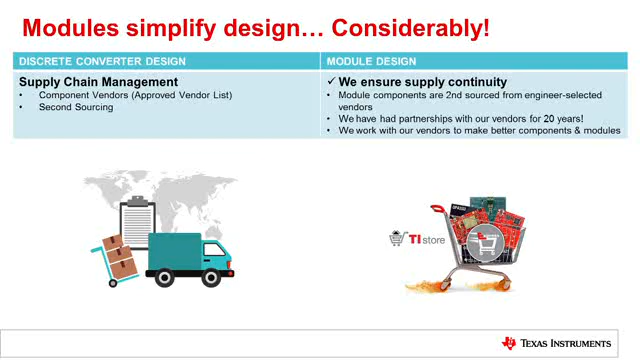 Modules simplify design… Considerably!
DISCRETE CONVERTER DESIGN
MODULE DESIGN
Supply Chain Management
• Component Vendors (Approved Vendor List)
• Second Sourcing
✓ We ensure supply continuity
• Module components are 2nd sourced from engineer-selected
vendors
• We have had partnerships with our vendors for 20 years!
• We work with our vendors to make better components & modules
TI store
TEXAS INSTRUMENTS